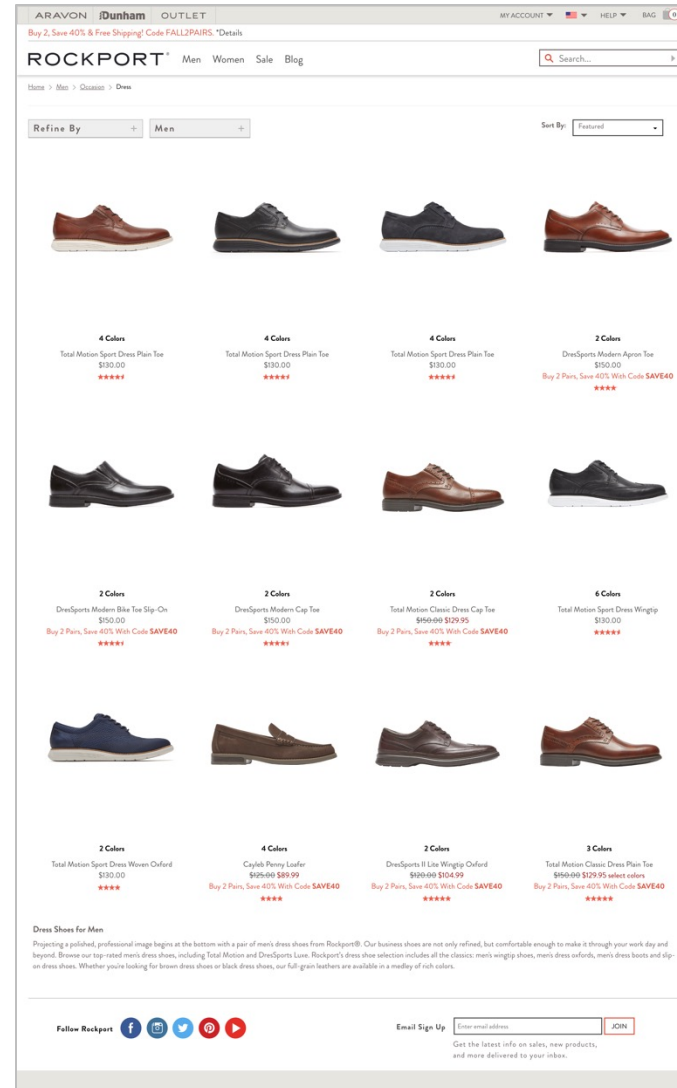 ARAVON Dunham OUTLET MY ACCOUNT HELP BAG 0
Buy 2, Save 40% & Free Shipping! Code FALL2PAIRS. *Details
ROCKPORT® Men Women Sale Blog Search...
Home > Men > Occasion > Dress
Refine By + Men + Sort By: Featured
4 Colors 4 Colors 4 Colors 2 Colors
Total Motion Sport Dress Plain Toe Total Motion Sport Dress Plain Toe Total Motion Sport Dress Plain Toe DresSports Modern Apron Toe
$130.00 $130.00 $130.00 $150.00
Buy 2 Pairs, Save 40% With Code SAVE40
2 Colors 2 Colors 2 Colors 6 Colors
DresSports Modern Bike Toe Slip-On DresSports Modern Cap Toe Total Motion Classic Dress Cap Toe Total Motion Sport Dress Wingtip
$150.00 $150.00 $150.00 $129.95 $130.00
Buy 2 Pairs, Save 40% With Code SAVE40 Buy 2 Pairs, Save 40% With Code SAVE40 Buy 2 Pairs, Save 40% With Code SAVE40
2 Colors 4 Colors 2 Colors 3 Colors
Total Motion Sport Dress Woven Oxford Cayleb Penny Loafer DresSports II Lite Wingtip Oxford Total Motion Classic Dress Plain Toe
$130.00 $125.00 $89.99 $120.00 $104.99 $150.00 $129.95 select colors
Buy 2 Pairs, Save 40% With Code SAVE40 Buy 2 Pairs, Save 40% With Code SAVE40 Buy 2 Pairs, Save 40% With Code SAVE40
Dress Shoes for Men
Projecting a polished, professional image begins at the bottom with a pair of men's dress shoes from Rockport®. Our business shoes are not only refined, but comfortable enough to make it through your work day and
beyond. Browse our top-rated men's dress shoes, including Total Motion and DresSports Luxe. Rockport's dress shoe selection includes all the classics: men's wingtip shoes, men's dress oxfords, men's dress boots and slip-
on dress shoes. Whether you're looking for brown dress shoes or black dress shoes, our full-grain leathers are available in a medley of rich colors.
Follow Rockport Email Sign Up Enter email address JOIN
Get the latest info on sales, new products,
and more delivered to your inbox.